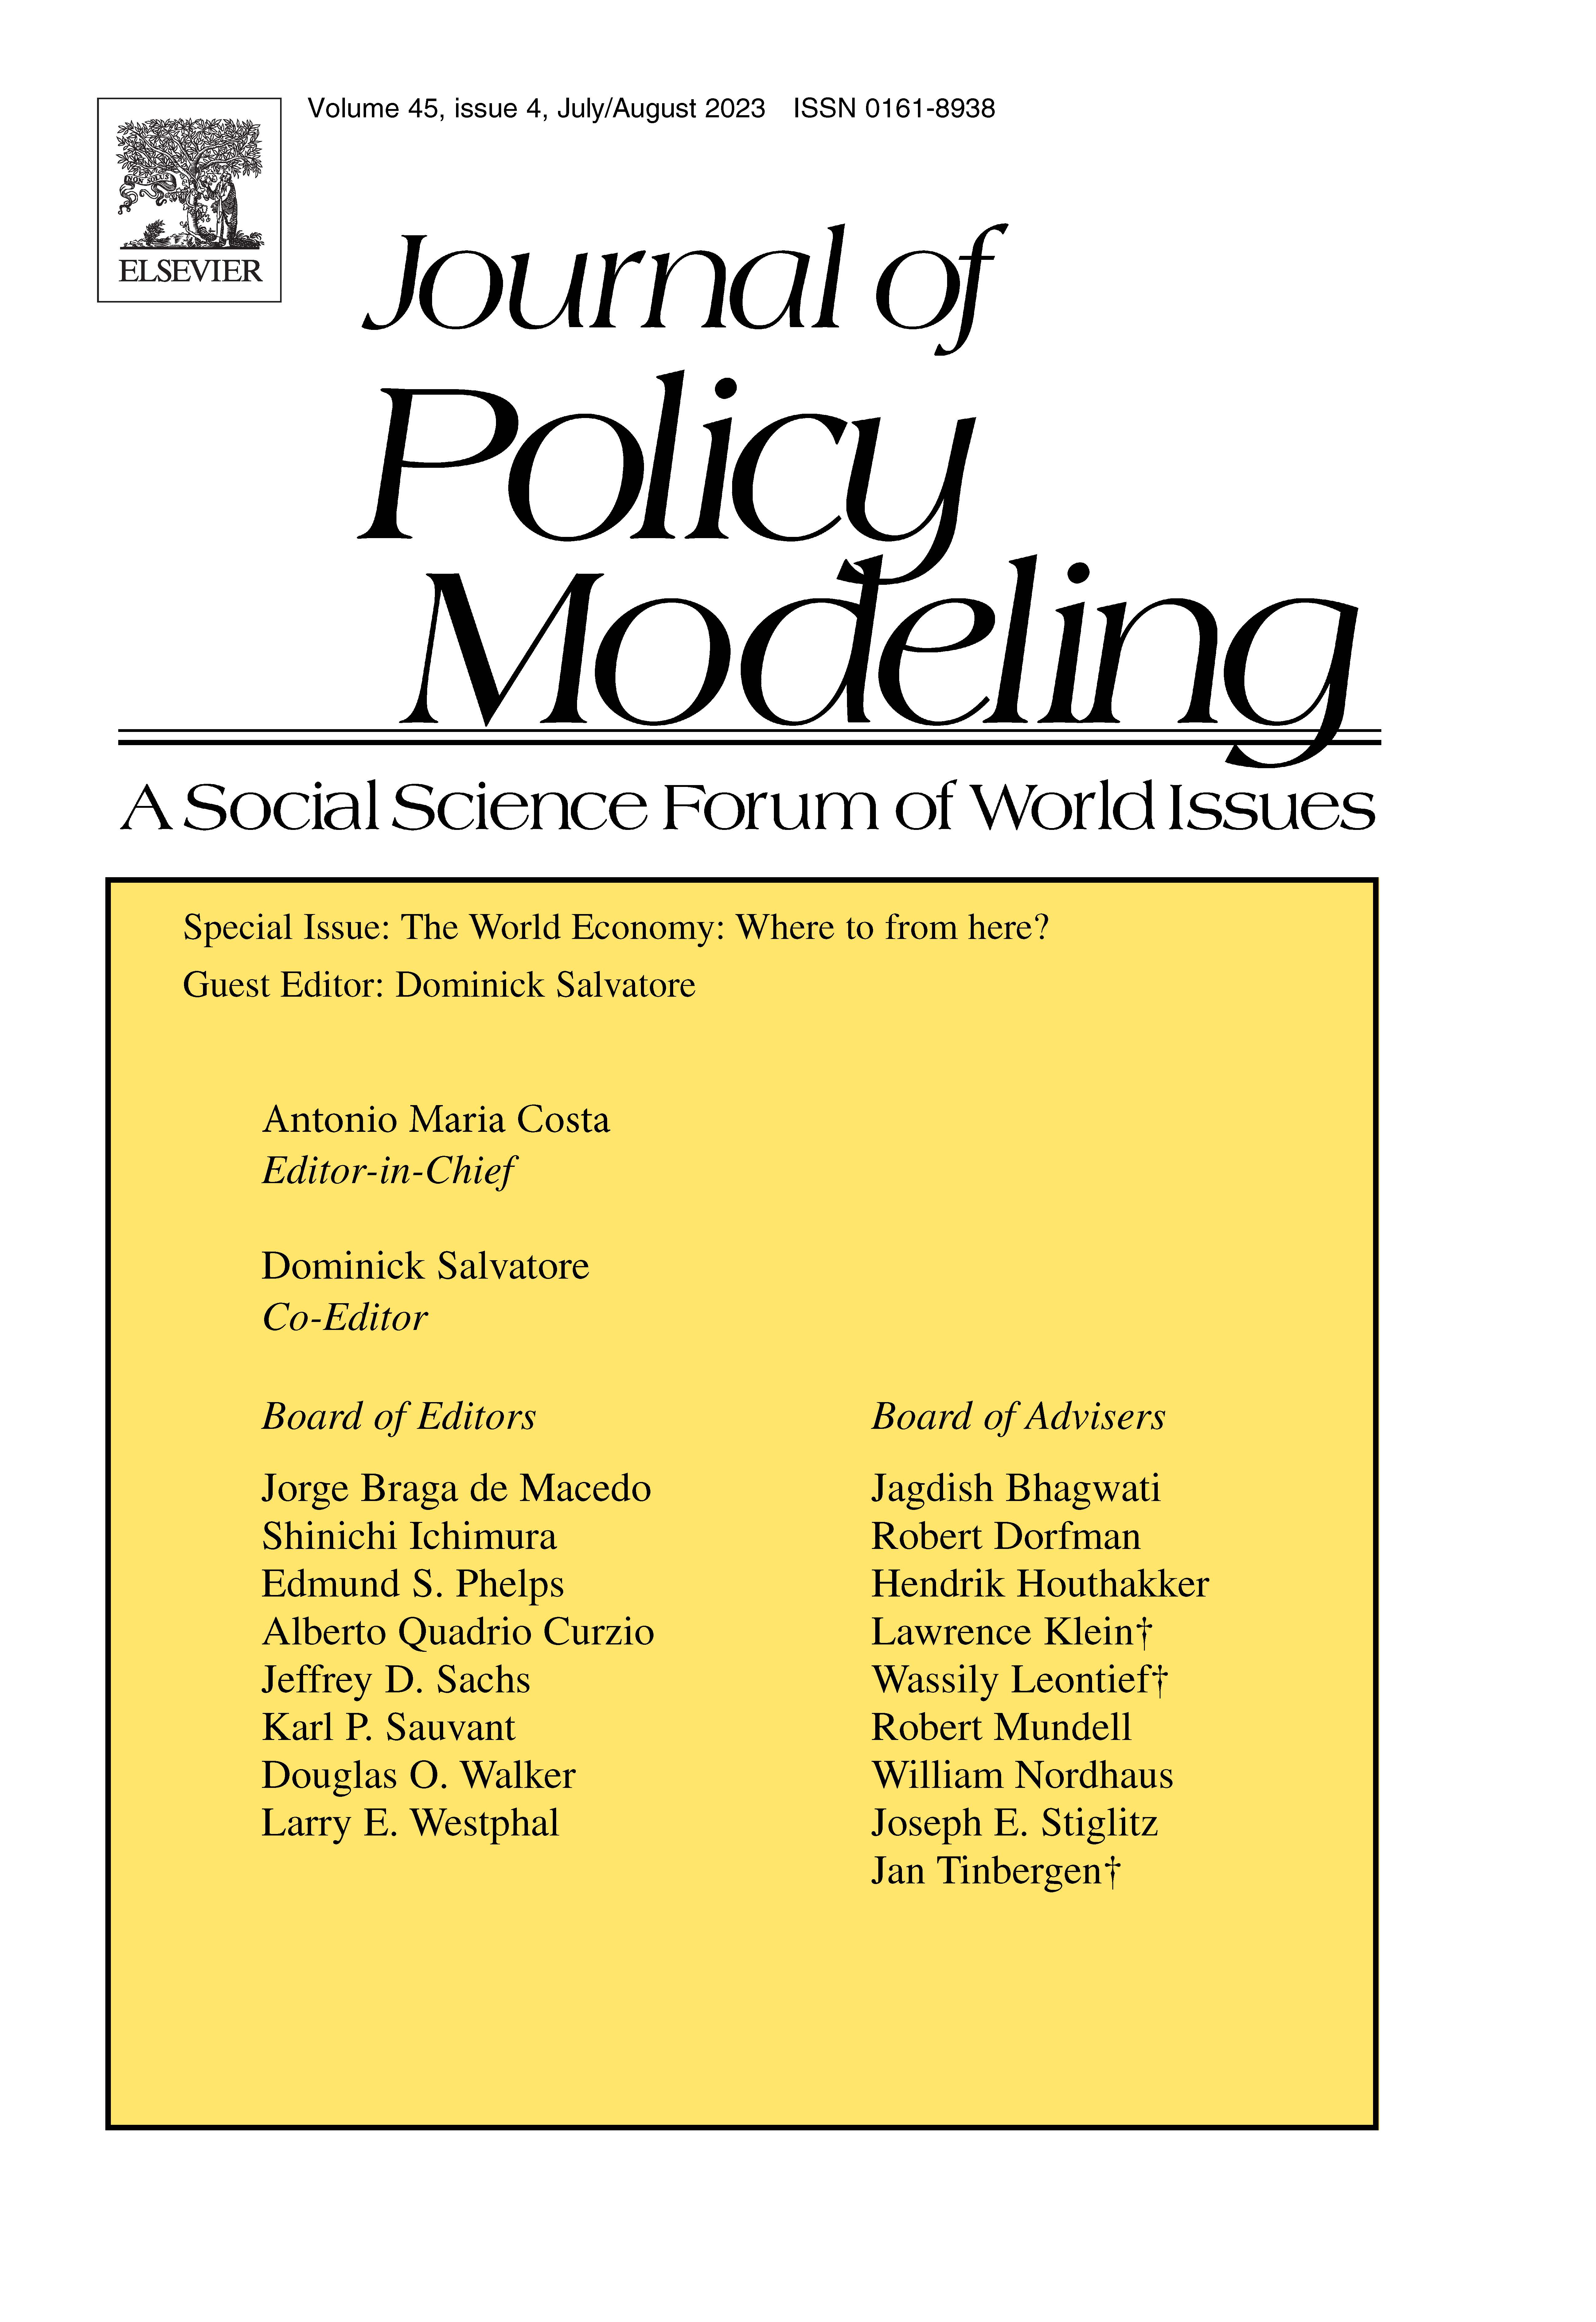 Volume 45, issue 4, July/August 2023 ISSN 0161-8938
NON SOLUS
ELSEVIER
Journal of
Policy
Modeling
A Social Science Forum of World Issues
Special Issue: The World Economy: Where to from here?
Guest Editor: Dominick Salvatore
Antonio Maria Costa
Editor-in-Chief
Dominick Salvatore
Co-Editor
Board of Editors
Jorge Braga de Macedo
Shinichi Ichimura
Edmund S. Phelps
Alberto Quadrio Curzio
Jeffrey D. Sachs
Karl P. Sauvant
Douglas O. Walker
Larry E. Westphal
Board of Advisers
Jagdish Bhagwati
Robert Dorfman
Hendrik Houthakker
Lawrence Klein†
Wassily Leontief†
Robert Mundell
William Nordhaus
Joseph E. Stiglitz
Jan Tinbergen†